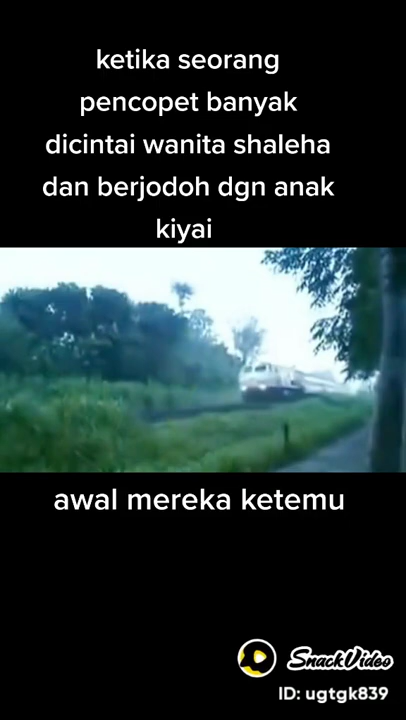 ketika seorang
pencopet banyak
dicintai wanita shaleha
dan berjodoh dgn anak
kiyai
awal mereka ketemu
SnackVideo
ID: ugtgk839